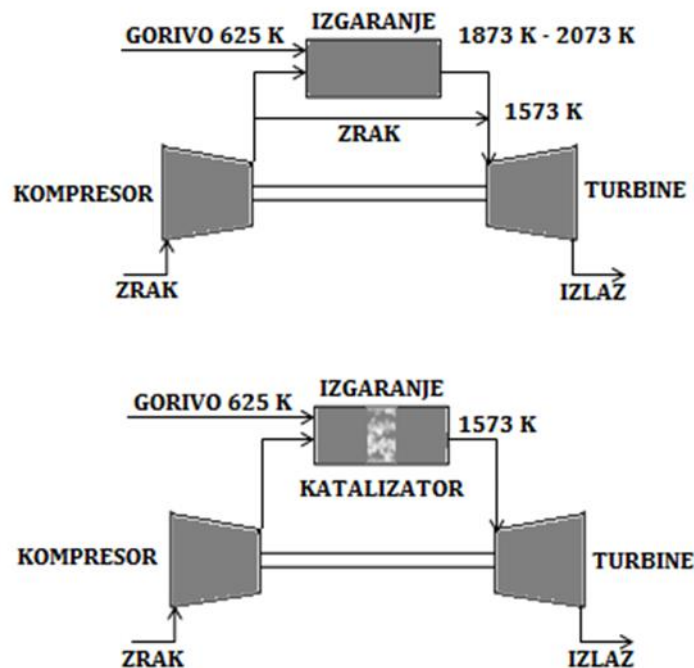 IZGARANJE
GORIVO 625 K
1873 K - 2073 K
1573 K
ZRAK
KOMPRESOR
TURBINE
ZRAK
IZLAZ
IZGARANJE
GORIVO 625 K
1573 K
KATALIZATOR
KOMPRESOR
TURBINE
ZRAK
IZLAZ